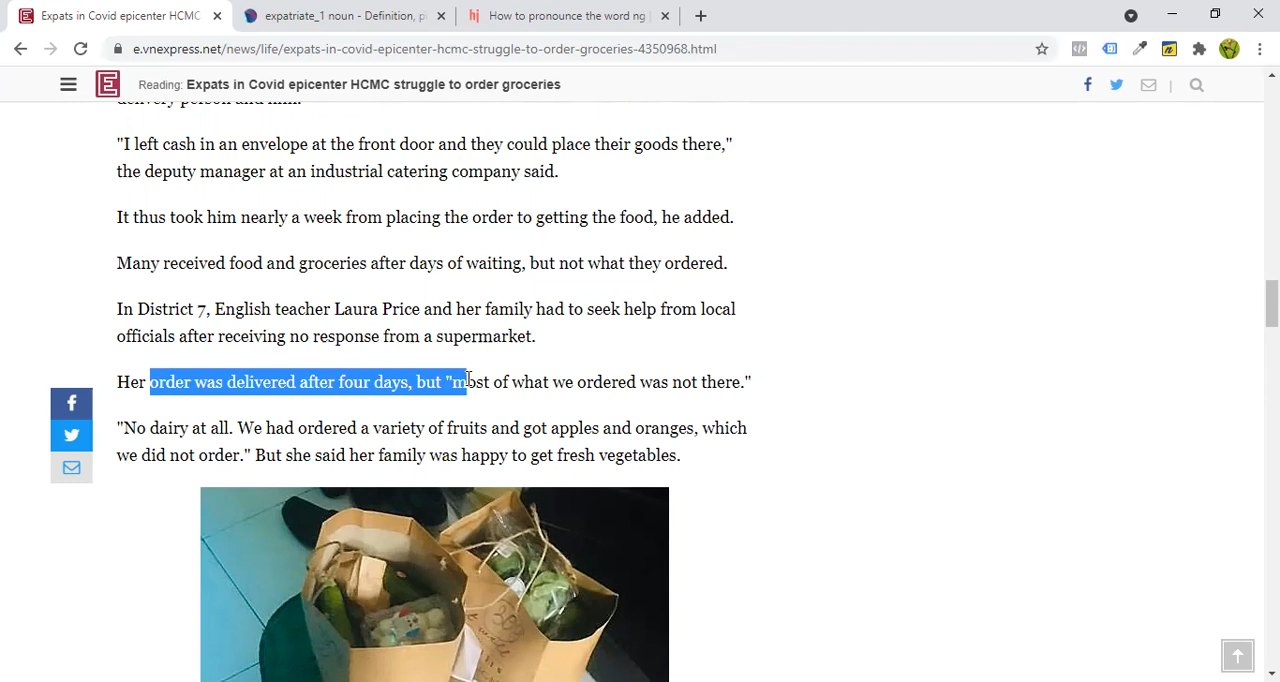 Expats in Covid epicenter HCMC
expatriate_1 noun - Definition, p
hj How to pronounce the word ng
e.vnexpress.net/news/life/expats-in-covid-epicenter-hcmc-struggle-to-order-groceries-4350968.html
E Reading: Expats in Covid epicenter HCMC struggle to order groceries
delivery person and him.
"I left cash in an envelope at the front door and they could place their goods there,"
the deputy manager at an industrial catering company said.
It thus took him nearly a week from placing the order to getting the food, he added.
Many received food and groceries after days of waiting, but not what they ordered.
In District 7, English teacher Laura Price and her family had to seek help from local
officials after receiving no response from a supermarket.
Her order was delivered after four days, but "most of what we ordered was not there."
"No dairy at all. We had ordered a variety of fruits and got apples and oranges, which
we did not order." But she said her family was happy to get fresh vegetables.